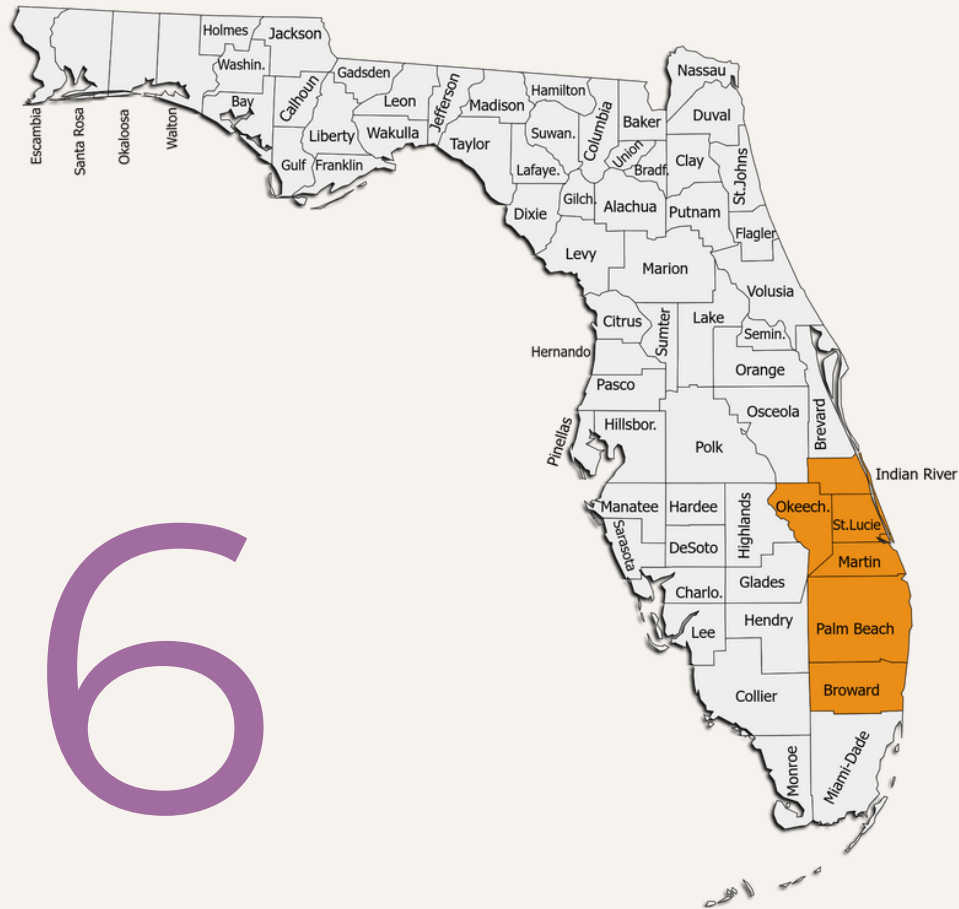 Holmes
Jackson
Washin.
Bay
Calhoun
Gadsden
Leon
Jefferson
Madison
Hamilton
Nassau
Duval
Baker
Columbia
Suwan.
Liberty
Wakulla
Taylor
Gulf
Franklin
Lafaye.
Union
Bradf.
Clay
St.Johns
Escambia
Santa Rosa
Okaloosa
Walton
Dixie
Gilch.
Alachua
Putnam
Flagler
Levy
Marion
Volusia
Citrus
Sumter
Lake
Semin.
Hernando
Orange
Pasco
Osceola
Brevard
Pinellas
Hillsbor.
Polk
Indian River
Manatee
Hardee
Highlands
Okeech.
St.Lucie
Sarasota
DeSoto
Martin
Charlo.
Glades
Lee
Hendry
Palm Beach
Collier
Broward
Monroe
Miami-Dade
6